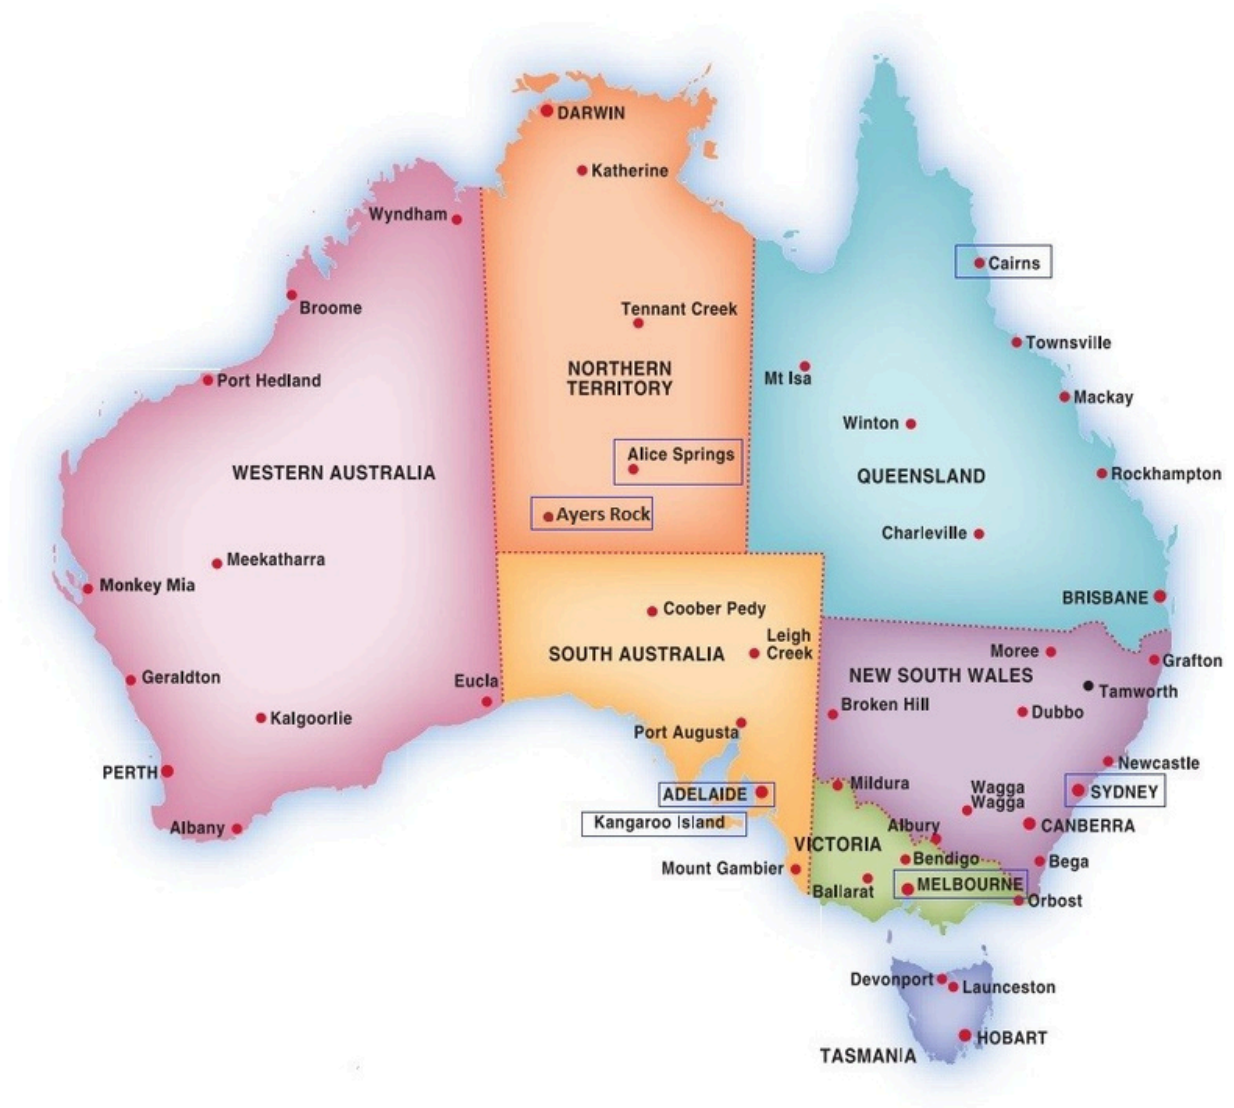 DARWIN
Katherine
Wyndham
Cairns
Broome
Tennant Creek
Townsville
NORTHERN
TERRITORY
Mt Isa
Port Hedland
Mackay
Winton
Alice Springs
WESTERN AUSTRALIA
QUEENSLAND
Rockhampton
Ayers Rock
Charleville
Meekatharra
Monkey Mia
BRISBANE
Coober Pedy
Leigh
Creek
SOUTH AUSTRALIA
Moree
Grafton
NEW SOUTH WALES
Geraldton
Eucla
Tamworth
Broken Hill
Dubbo
Kalgoorlie
Port Augusta
Newcastle
PERTH
Mildura
Wagga
Wagga
ADELAIDE
SYDNEY
Kangaroo Island
Albany
Albury
CANBERRA
VICTORIA
Bendigo
Bega
Mount Gambier
Ballarat
MELBOURNE
Orbost
Devonport
Launceston
HOBART
TASMANIA